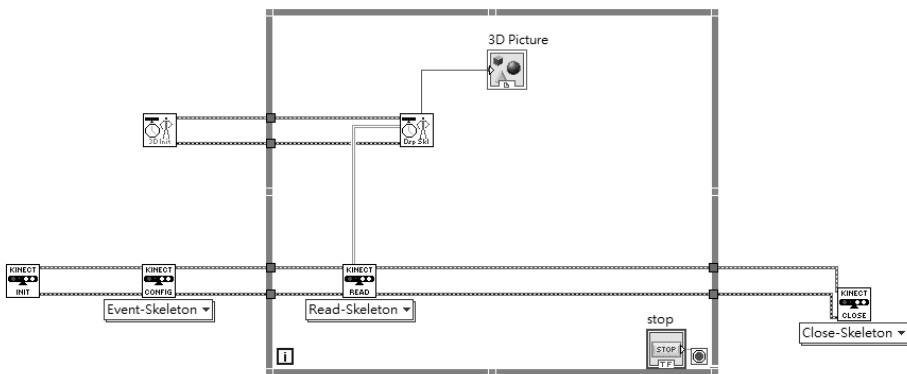 3D Picture
3D Init
Dzp Skl
KINECT
INIT
KINECT
CONFIG
Event-Skeleton
KINECT
READ
Read-Skeleton
KINECT
CLOSE
Close-Skeleton
stop
STOP
TF
i